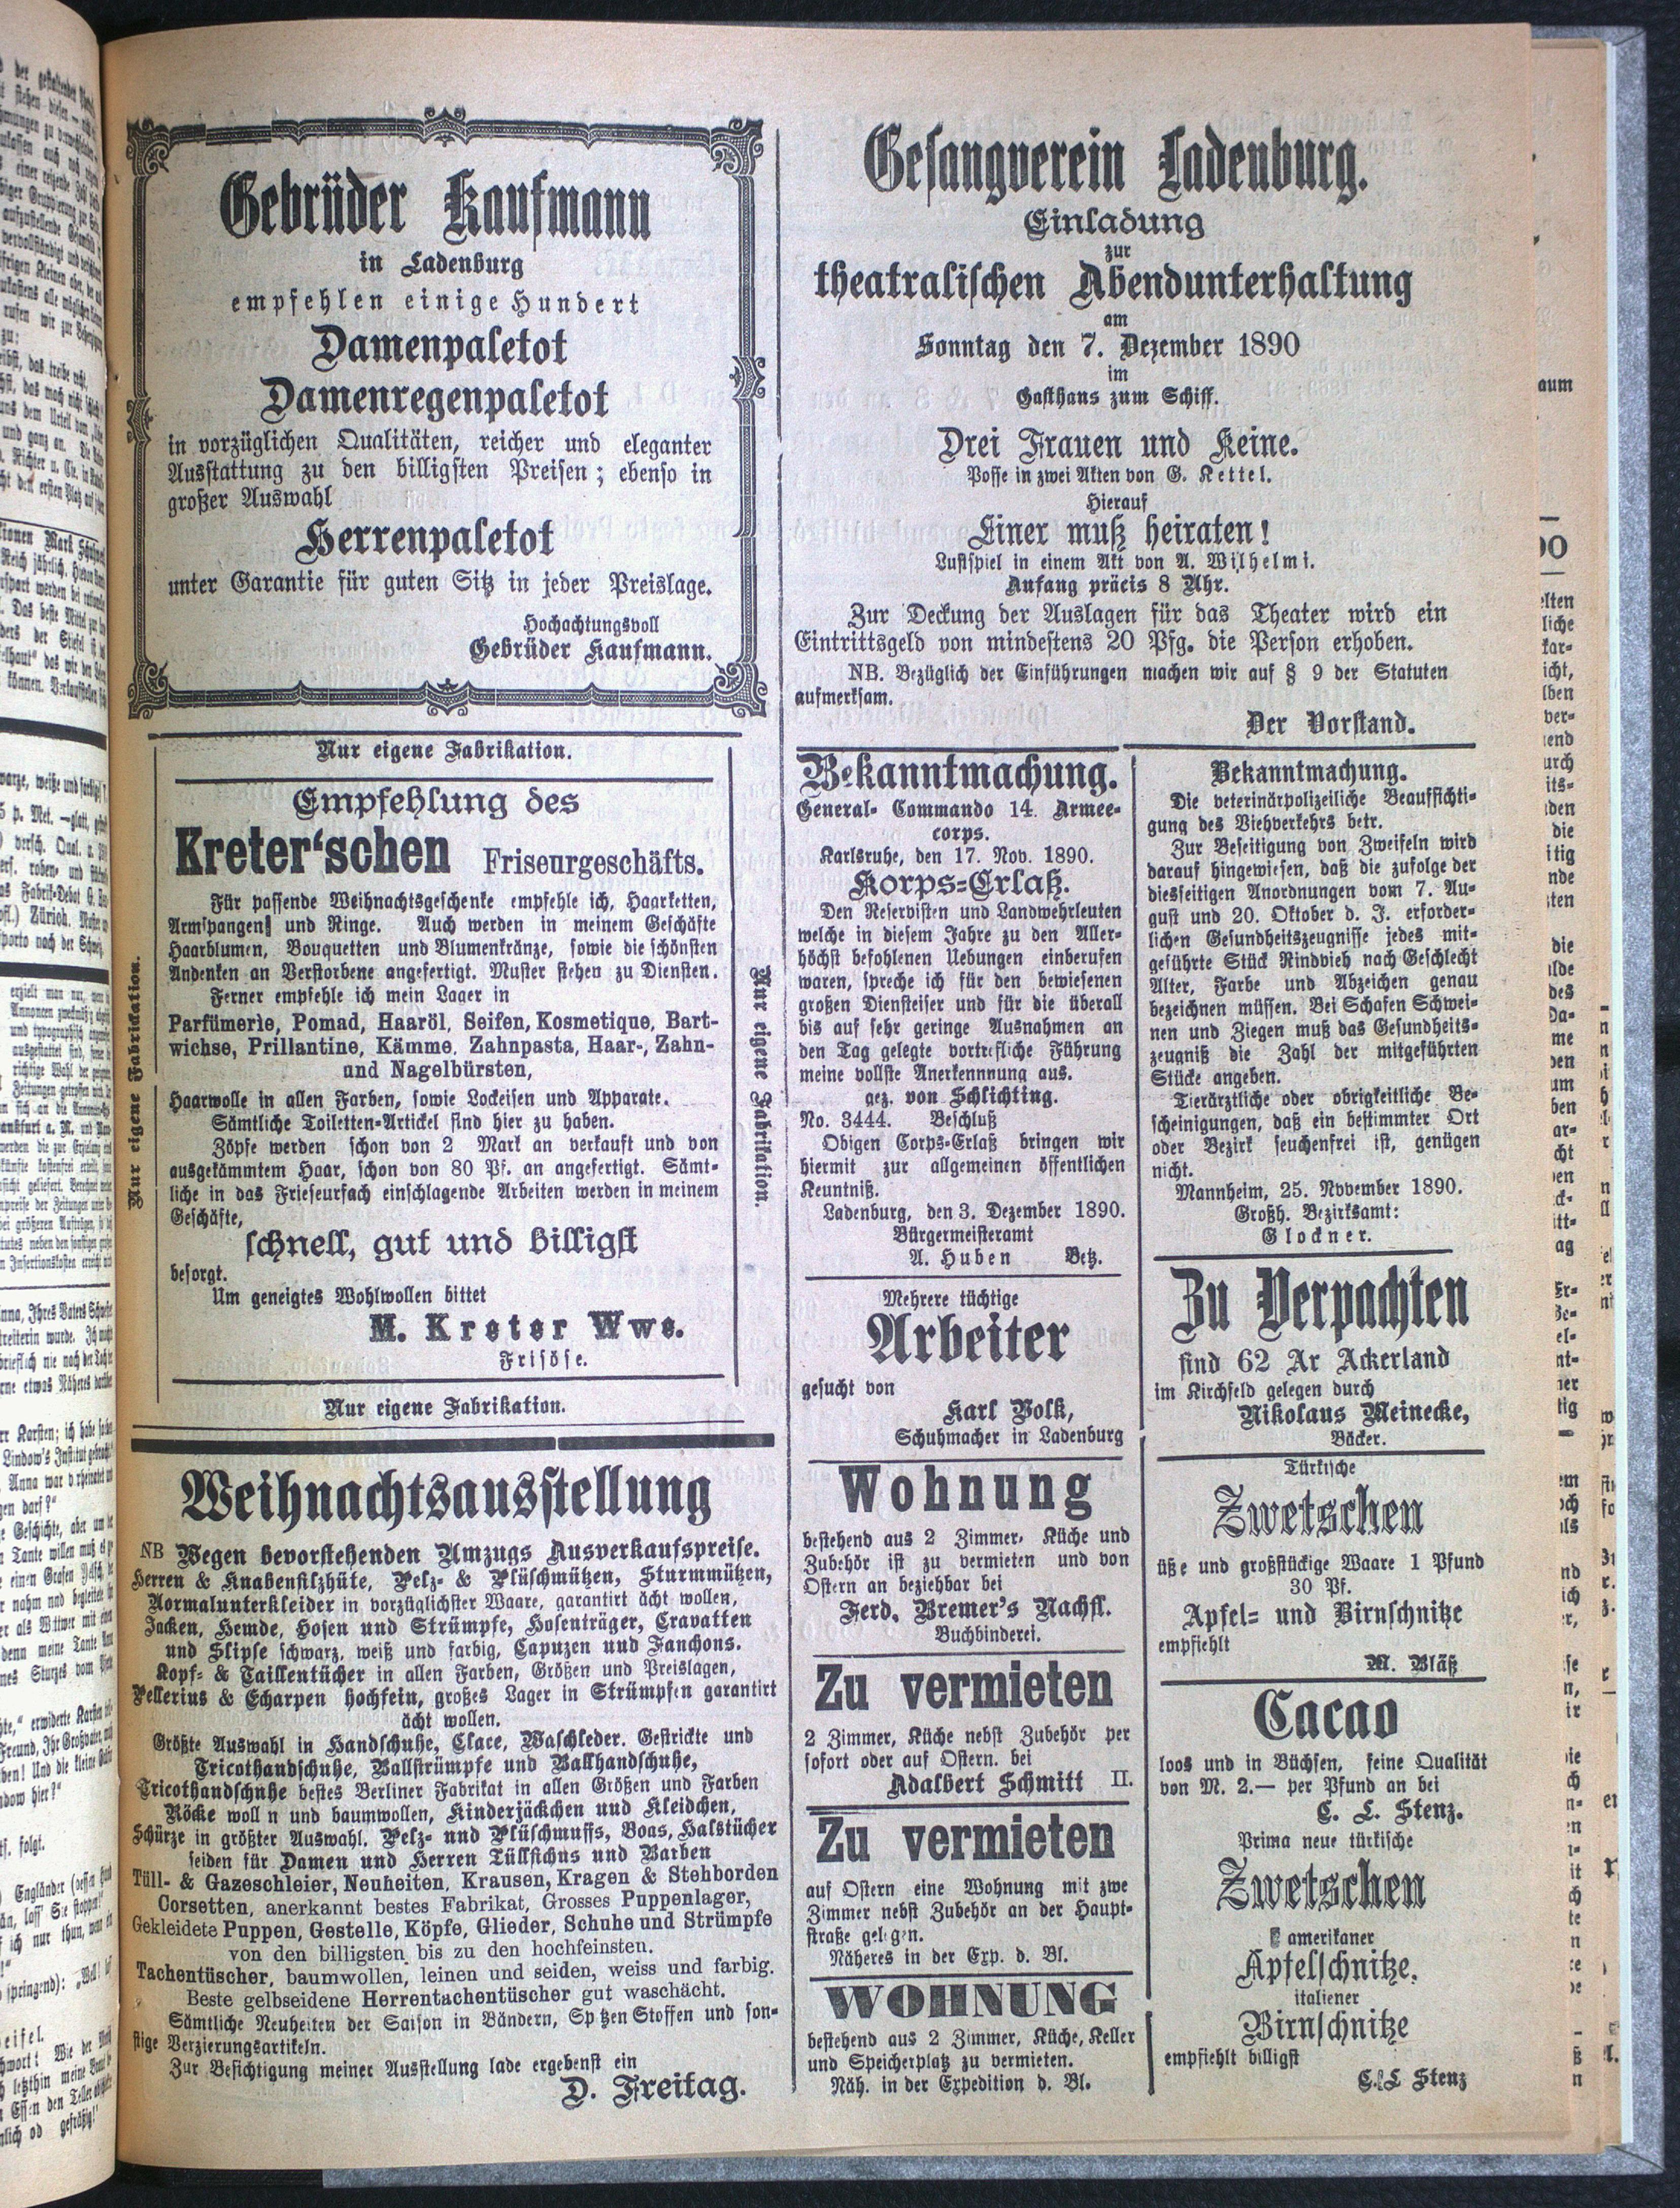 Gebrüder Kaufmann
in Ladenburg
empfehlen einige Hundert
Damenpaletot
Damenregenpaletot
in vorzüglichen Qualitäten, reicher und eleganter
Ausstattung zu den billigsten Preisen; ebenso in
großer Auswahl
Herrenpaletot
unter Garantie für guten Sitz in jeder Preislage.
Hochachtungsvoll
Gebrüder Kaufmann.
Nur eigene Fabrikation.
Nur eigene Fabrikation.
Empfehlung des
Kreter'schen Friseurgeschäfts.
Für passende Weihnachtsgeschenke empfehle ich, Haarketten,
Armspangen und Ringe. Auch werden in meinem Geschäfte
Haarblumen, Bouquetten und Blumenkränze, sowie die schönsten
Andenken an Verstorbene angefertigt. Muster stehen zu Diensten.
Ferner empfehle ich mein Lager in
Parfümerie, Pomad, Haaröl, Seifen, Kosmetique, Bart-
wichse, Prillantine, Kämme, Zahnpasta, Haar-, Zahn-
und Nagelbürsten,
Haarwolle in allen Farben, sowie Lockeisen und Apparate.
Sämtliche Toiletten-Artickel sind hier zu haben.
Zöpfe werden schon von 2 Mark an verkauft und von
ausgekämmtem Haar, schon von 80 Pf. an angefertigt. Sämt-
liche in das Frieseurfach einschlagende Arbeiten werden in meinem
Geschäfte,
schnell, gut und billigst
besorgt.
Um geneigtes Wohlwollen bittet
M. Kreter Wwe.
Frisöse.
Nur eigene Fabrikation.
Nur eigene Fabrikation.
Weihnachtsausstellung
NB Wegen bevorstehenden Umzugs Ausverkaufspreise.
Herren & Knabenfilzhüte, Pelz- & Plüschmützen, Sturmmützen,
Normalunterkleider in vorzüglichster Waare, garantirt ächt wollen,
Jacken, Hemde, Hosen und Strümpfe, Hosenträger, Cravatten
und Slipse schwarz, weiß und farbig, Capuzen und Fanchons.
Kopf- & Taillentücher in allen Farben, Größen und Preislagen,
Pellerius & Echarpen hochfein, großes Lager in Strümpfen garantirt
ächt wollen.
Größte Auswahl in Handschuhe, Clace, Waschleder. Gestrickte und
Tricothandschuhe, Ballstrümpfe und Ballhandschuhe,
Tricothandschuhe bestes Berliner Fabrikat in allen Größen und Farben
Röcke woll n und baumwollen, Kinderjäckchen und Kleidchen,
Schürze in größter Auswahl. Pelz- und Plüschmuffs, Boas, Halstücher
seiden für Damen und Herren Tüllfichus und Barben
Tüll- & Gazeschleier, Neuheiten, Krausen, Kragen & Stehborden
Corsetten, anerkannt bestes Fabrikat, Grosses Puppenlager,
Gekleidete Puppen, Gestelle, Köpfe, Glieder, Schuhe und Strümpfe
von den billigsten bis zu den hochfeinsten.
Tachentüscher, baumwollen, leinen und seiden, weiss und farbig.
Beste gelbseidene Herrentachentüscher gut waschächt.
Sämtliche Neuheiten der Saison in Bändern, Sp tzen Stoffen und son-
stige Verzierungsartikeln.
Zur Besichtigung meiner Ausstellung lade ergebenst ein
D. Freitag.
Gesangverein Ladenburg.
Einladung
zur
theatralischen Abendunterhaltung
am
Sonntag den 7. Dezember 1890
im
Gasthaus zum Schiff.
Drei Frauen und Keine.
Posse in zwei Akten von G. Kettel.
Hierauf
Einer muß heiraten!
Lustspiel in einem Akt von A. Wilhelmi.
Anfang präcis 8 Uhr.
Zur Deckung der Auslagen für das Theater wird ein
Eintrittsgeld von mindestens 20 Pfg. die Person erhoben.
NB. Bezüglich der Einführungen machen wir auf § 9 der Statuten
aufmerksam.
Der Vorstand.
Bekanntmachung.
General- Commando 14. Armee-
corps.
Karlsruhe, den 17. Nov. 1890.
Korps-Erlaß.
Den Reservisten und Landwehrleuten
welche in diesem Jahre zu den Aller-
höchst befohlenen Uebungen einberufen
waren, spreche ich für den bewiesenen
großen Diensteifer und für die überall
bis auf sehr geringe Ausnahmen an
den Tag gelegte vortreffliche Führung
meine vollste Anerkennnung aus.
gez. von Schlichting.
No. 3444. Beschluß
Obigen Corps-Erlaß bringen wir
hiermit zur allgemeinen öffentlichen
Keuntniß.
Ladenburg, den 3. Dezember 1890.
Bürgermeisteramt
A. Huben Betz.
Mehrere tüchtige
Arbeiter
gesucht von
Karl Volk,
Schuhmacher in Ladenburg
Wohnung
bestehend aus 2 Zimmer, Küche und
Zubehör ist zu vermieten und von
Ostern an beziehbar bei
Ferd. Bremer's Nachfl.
Buchbinderei.
Zu vermieten
2 Zimmer, Küche nebst Zubehör per
sofort oder auf Ostern. bei
Adalbert Schmitt II.
Zu vermieten
auf Ostern eine Wohnung mit zwe
Zimmer nebst Zubehör an der Haupt-
straße gelegen.
Näheres in der Exp. d. Bl.
WOHNUNG
bestehend aus 2 Zimmer, Küche, Keller
und Speicherplatz zu vermieten.
Näh. in der Expedition d. Bl.
Bekanntmachung.
Die veterinärpolizeiliche Beaufsichti-
gung des Viehverkehrs betr.
Zur Beseitigung von Zweifeln wird
darauf hingewiesen, daß die zufolge der
diesseitigen Anordnungen vom 7. Au-
gust und 20. Oktober d. J. erforder-
lichen Gesundheitszeugnisse jedes mit-
geführte Stück Rindvieh nach Geschlecht
Alter, Farbe und Abzeichen genau
bezeichnen müssen. Bei Schafen Schwei-
nen und Ziegen muß das Gesundheits-
zeugniß die Zahl der mitgeführten
Stücke angeben.
Tierärztliche oder obrigkeitliche Be-
scheinigungen, daß ein bestimmter Ort
oder Bezirk seuchenfrei ist, genügen
nicht.
Mannheim, 25. November 1890.
Großh. Bezirksamt:
Glockner.
Zu Verpachten
sind 62 Ar Ackerland
im Kirchfeld gelegen durch
Nikolaus Meinecke,
Bäcker.
Türkische
Zwetschen
üße und großstückige Waare 1 Pfund
30 Pf.
Apfel- und Birnschnitze
empfiehlt
M. Bläß
Cacao
loos und in Büchsen, feine Qualität
von M. 2.— per Pfund an bei
C. L. Stenz.
Prima neue türkische
Zwetschen
amerikaner
Apfelschnitze,
italiener
Birnschnitze
empfiehlt billigst
C. L Stenz